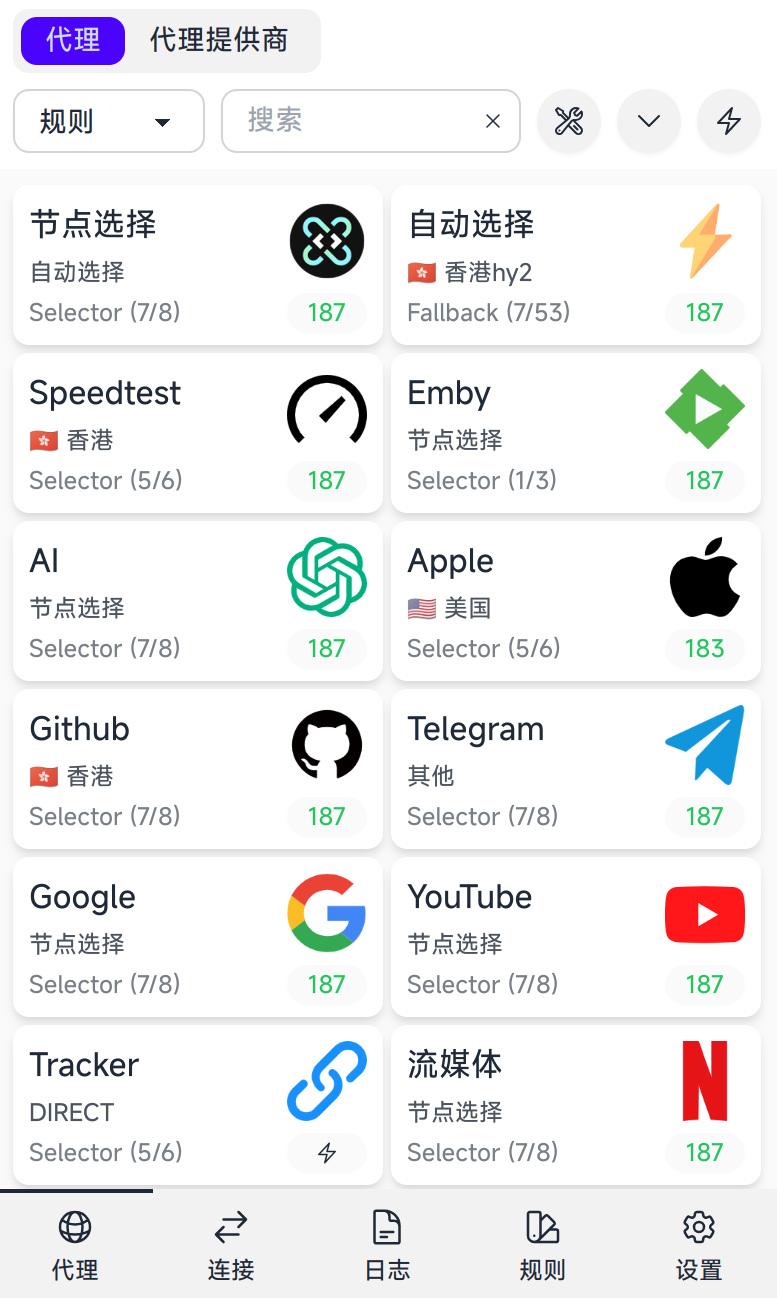 代理 代理提供商
规则 搜索
节点选择
自动选择
Selector (7/8) 187
自动选择
🇭🇰 香港hy2
Fallback (7/53) 187
Speedtest
🇭🇰 香港
Selector (5/6) 187
Emby
节点选择
Selector (1/3) 187
AI
节点选择
Selector (7/8) 187
Apple
🇺🇸 美国
Selector (5/6) 183
Github
🇭🇰 香港
Selector (7/8) 187
Telegram
其他
Selector (7/8) 187
Google
节点选择
Selector (7/8) 187
YouTube
节点选择
Selector (7/8) 187
Tracker
DIRECT
Selector (5/6)
流媒体
节点选择
Selector (7/8) 187
代理 连接 日志 规则 设置